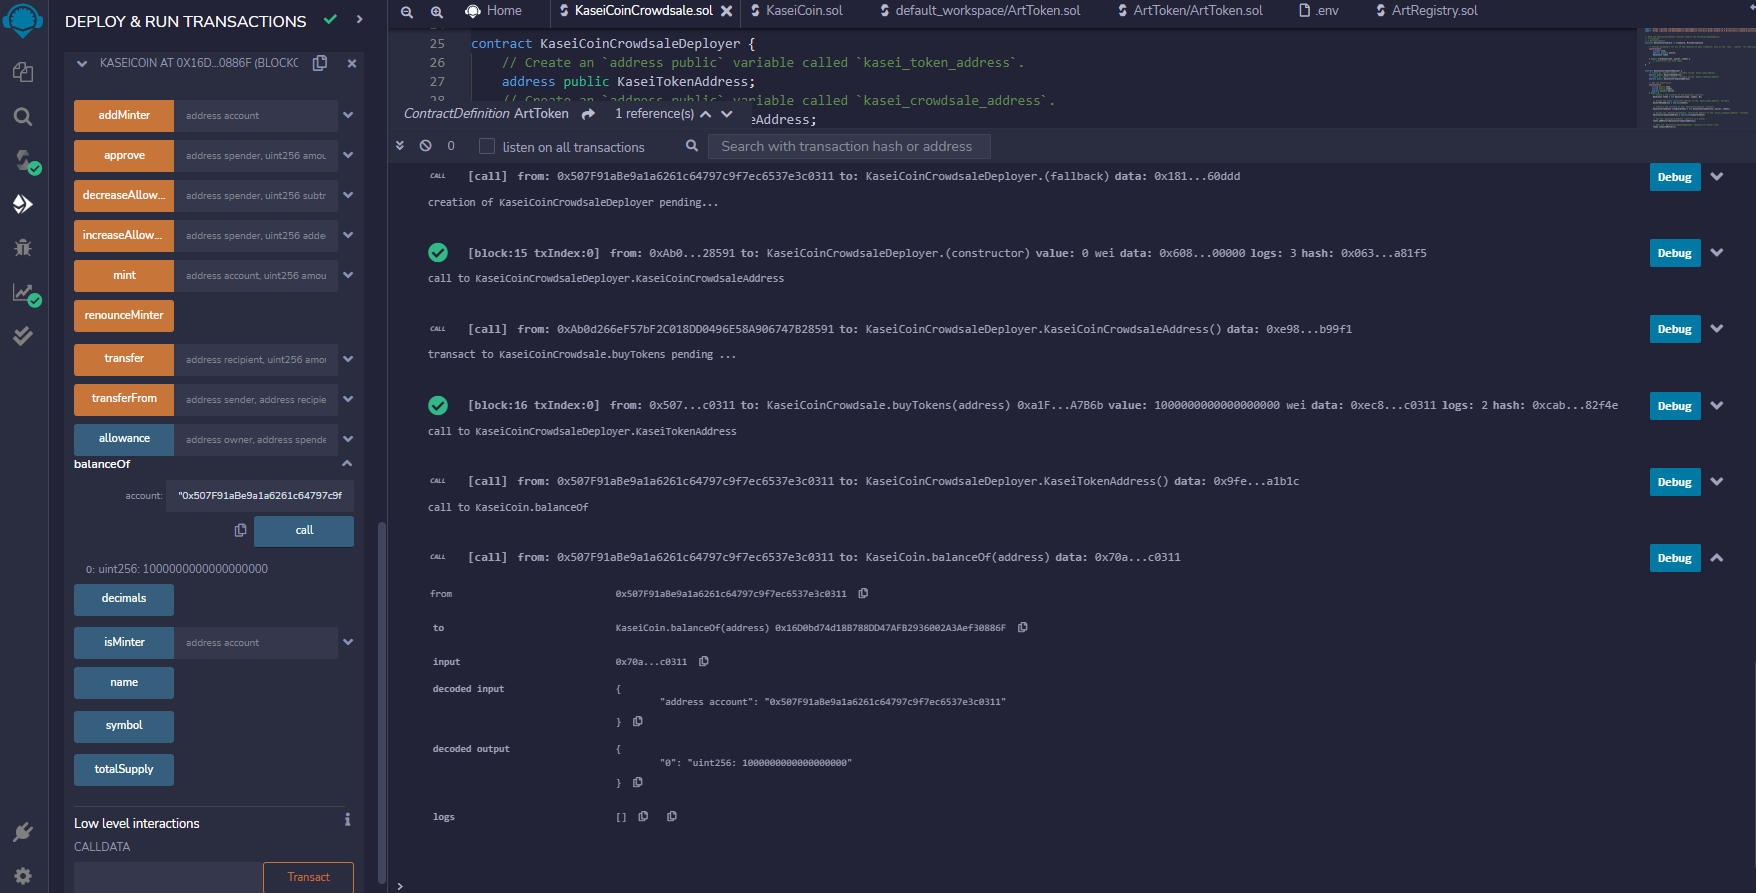 DEPLOY & RUN TRANSACTIONS
KASEICOIN AT 0X16D...0886F (BLOCKC
addMinter address account
approve address spender, uint256 amou
decreaseAllow... address spender, uint256 subtr
increaseAllow... address spender, uint256 adde
mint address account, uint256 amou
renounceMinter
transfer address recipient, uint256 amou
transferFrom address sender, address recipie
allowance address owner, address spende
balanceOf
account: "0x507F91aBe9a1a6261c64797c9f
call
0: uint256: 1000000000000000000
decimals
isMinter address account
name
symbol
totalSupply
Low level interactions
CALLDATA
Transact
Home KaseiCoinCrowdsale.sol KaseiCoin.sol default_workspace/ArtToken.sol ArtToken/ArtToken.sol .env ArtRegistry.sol
25 contract KaseiCoinCrowdsaleDeployer {
26 // Create an `address public` variable called `kasei_token_address`.
27 address public KaseiTokenAddress;
28 // Create an `address public` variable called `kasei_crowdsale_address`.
ContractDefinition ArtToken 1 reference(s)
eAddress;
0 listen on all transactions Search with transaction hash or address
CALL [call] from: 0x507F91aBe9a1a6261c64797c9f7ec6537e3c0311 to: KaseiCoinCrowdsaleDeployer.(fallback) data: 0x181...60ddd Debug
creation of KaseiCoinCrowdsaleDeployer pending...
[block:15 txIndex:0] from: 0xAb0...28591 to: KaseiCoinCrowdsaleDeployer.(constructor) value: 0 wei data: 0x608...00000 logs: 3 hash: 0x063...a81f5 Debug
call to KaseiCoinCrowdsaleDeployer.KaseiCoinCrowdsaleAddress
CALL [call] from: 0xAb0d266eF57bF2C018DD0496E58A906747B28591 to: KaseiCoinCrowdsaleDeployer.KaseiCoinCrowdsaleAddress() data: 0xe98...b99f1 Debug
transact to KaseiCoinCrowdsale.buyTokens pending ...
[block:16 txIndex:0] from: 0x507...c0311 to: KaseiCoinCrowdsale.buyTokens(address) 0xa1F...A7B6b value: 1000000000000000000 wei data: 0xec8...c0311 logs: 2 hash: 0xcab...82f4e Debug
call to KaseiCoinCrowdsaleDeployer.KaseiTokenAddress
CALL [call] from: 0x507F91aBe9a1a6261c64797c9f7ec6537e3c0311 to: KaseiCoinCrowdsaleDeployer.KaseiTokenAddress() data: 0x9fe...a1b1c Debug
call to KaseiCoin.balanceOf
CALL [call] from: 0x507F91aBe9a1a6261c64797c9f7ec6537e3c0311 to: KaseiCoin.balanceOf(address) data: 0x70a...c0311 Debug
from 0x507F91aBe9a1a6261c64797c9f7ec6537e3c0311
to KaseiCoin.balanceOf(address) 0x16D0bd74d18B788DD47AFB2936002A3Aef30886F
input 0x70a...c0311
decoded input {
"address account": "0x507F91aBe9a1a6261c64797c9f7ec6537e3c0311"
}
decoded output {
"0": "uint256: 1000000000000000000"
}
logs []